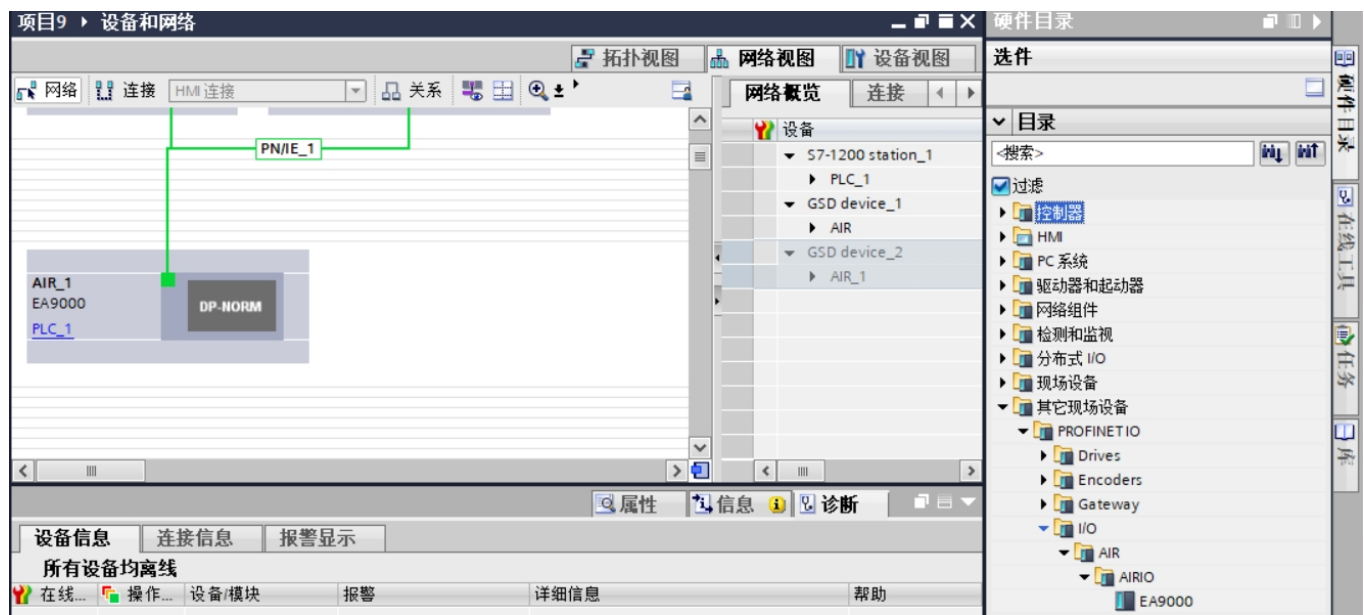 项目9 ▸ 设备和网络
拓扑视图 网络视图 设备视图
网络 连接 HMI 连接 关系
PN/IE_1
AIR_1
EA9000
DP-NORM
PLC_1
网络概览 连接
设备
S7-1200 station_1
PLC_1
GSD device_1
AIR
GSD device_2
AIR_1
属性 信息 诊断
设备信息 连接信息 报警显示
所有设备均离线
在线... 操作... 设备/模块 报警 详细信息 帮助
硬件目录
选件
目录
<搜索>
过滤
控制器
HMI
PC 系统
驱动器和起动器
网络组件
检测和监视
分布式 I/O
现场设备
其它现场设备
PROFINET IO
Drives
Encoders
Gateway
I/O
AIR
AIRIO
EA9000
硬件目录
在线工具
任务
库